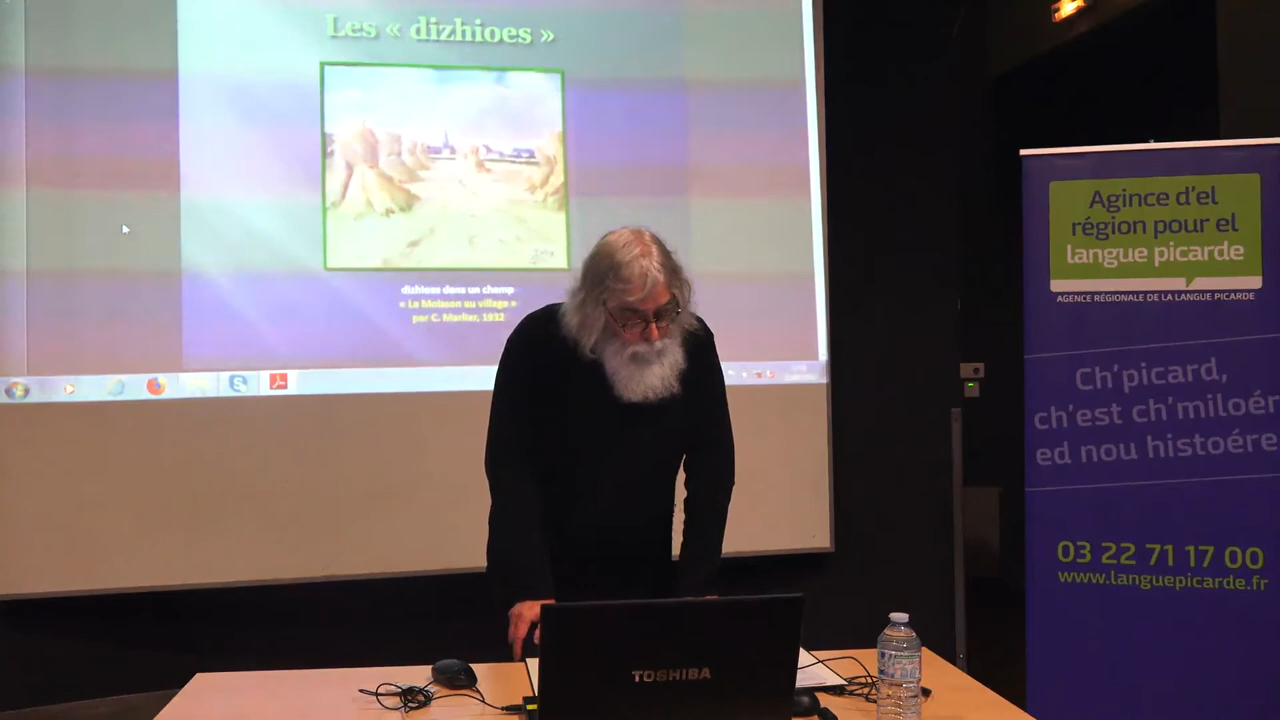 Les « dizhioes »
dizhioes dans un champ
« La Moisson au village »
par C. Marlier, 1932
Agince d'el
région pour el
langue picarde
AGENCE RÉGIONALE DE LA LANGUE PICARDE
Ch'picard,
ch'est ch'miloér
ed nou histoére
03 22 71 17 00
www.languepicarde.fr
TOSHIBA